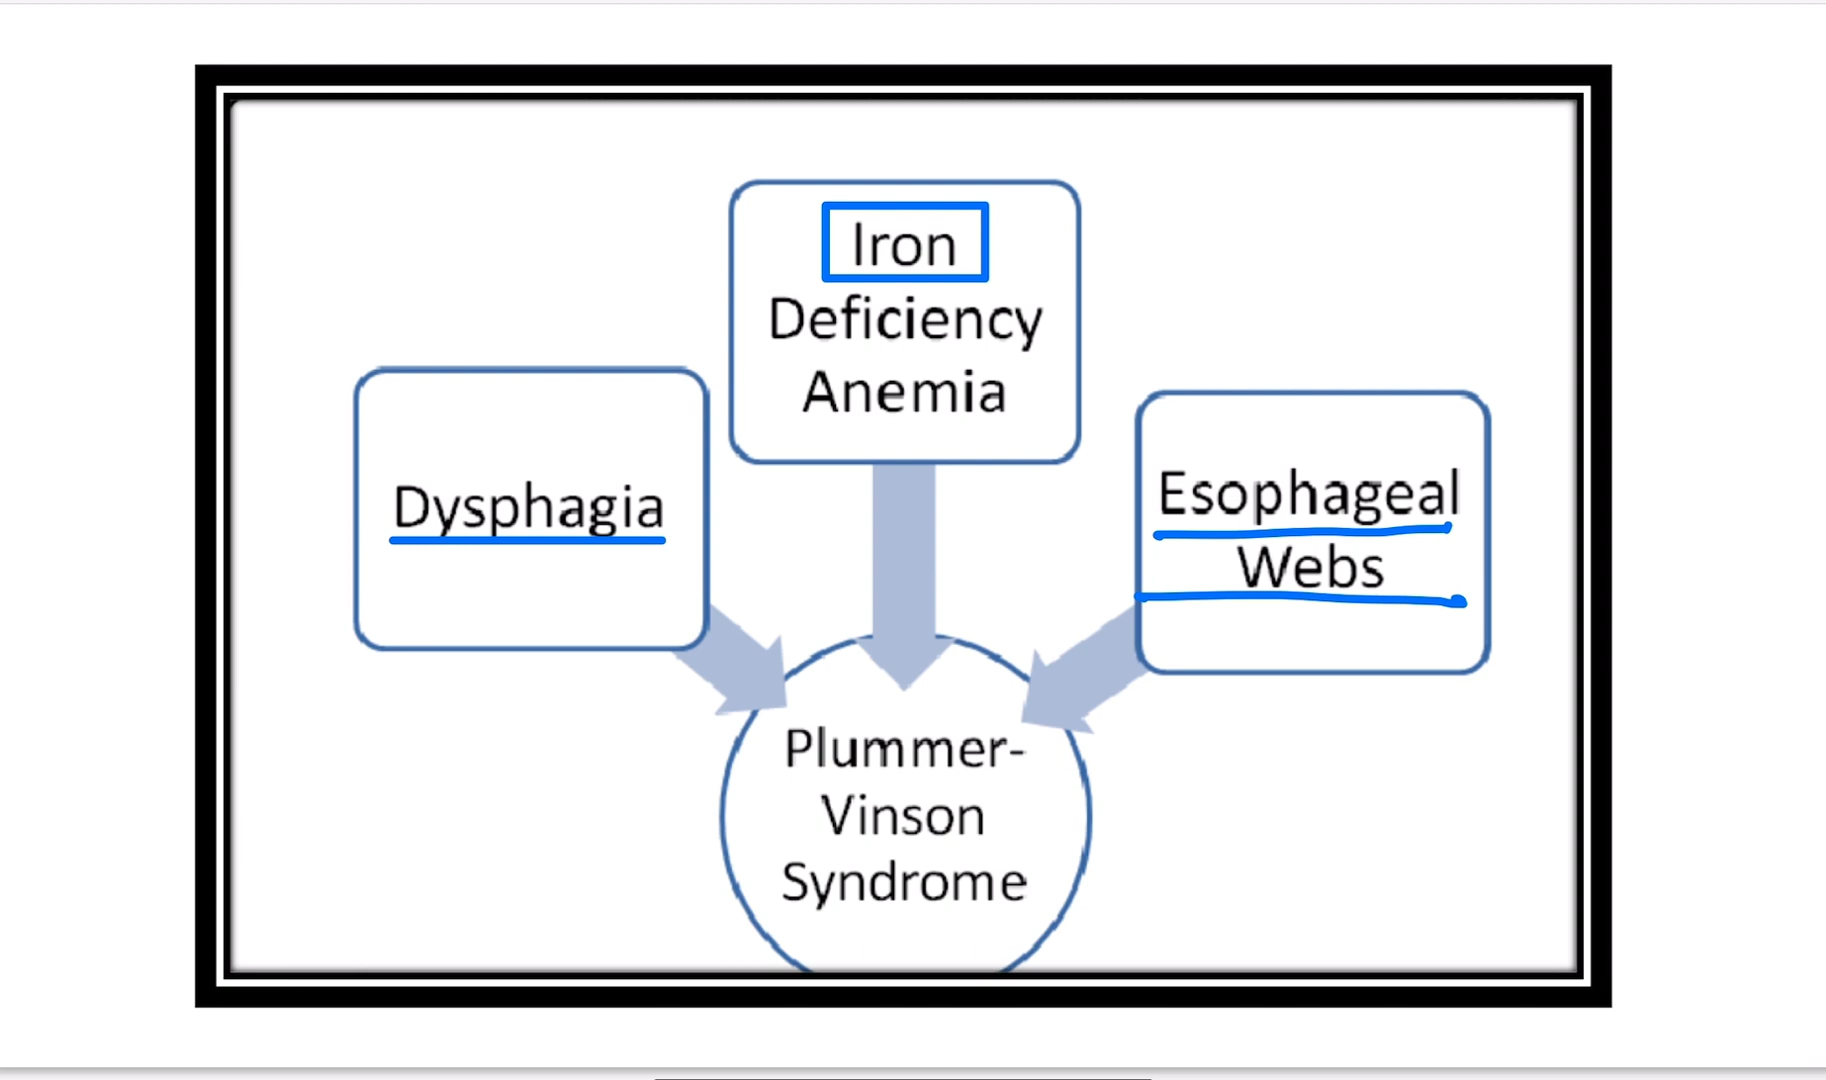 Iron
Deficiency
Anemia
Dysphagia
Esophageal
Webs
Plummer-
Vinson
Syndrome